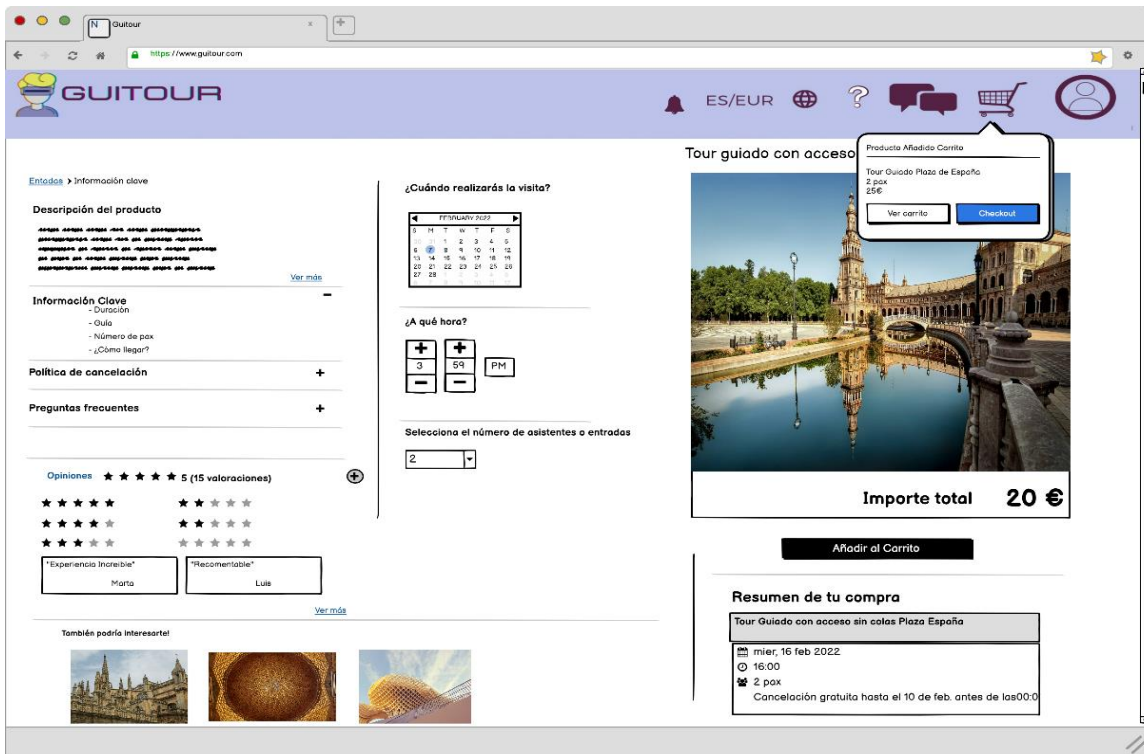 N Guitour x +
https://www.guitour.com
GUITOUR
ES/EUR ?
Tour guiado con acceso
Producto Añadido Carrito
Tour Guiado Plaza de España
2 pax
25€
Ver carrito Checkout
Entadas > Información clave
Descripción del producto
Ver más
Información Clave
- Duración
- Guía
- Número de pax
- ¿Cómo llegar?
Política de cancelación +
Preguntas frecuentes +
Opiniones ★ ★ ★ ★ ★ 5 (15 valoraciones)
"Experiencia Increible"
Marta
"Recomentable"
Luis
Ver más
También podría interesarte!
¿Cuándo realizarás la visita?
FEBRUARY 2022
S M T W T F S
30 31 1 2 3 4 5
6 7 8 9 10 11 12
13 14 15 16 17 18 19
20 21 22 23 24 25 26
27 28
¿A qué hora?
3 59 PM
Selecciona el número de asistentes o entradas
2
Importe total 20 €
Añadir al Carrito
Resumen de tu compra
Tour Guiado con acceso sin colas Plaza España
mier, 16 feb 2022
16:00
2 pax
Cancelación gratuita hasta el 10 de feb. antes de las00:0